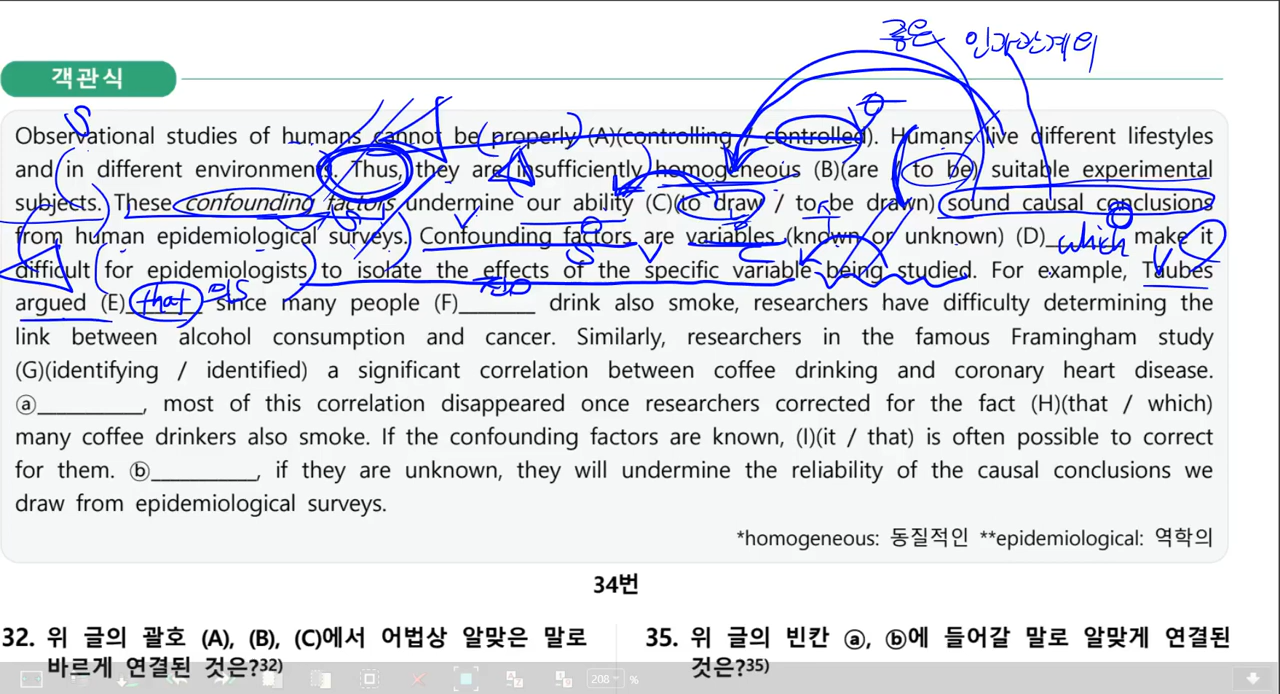 좋은 인과관계의
객관식
S
Observational studies of humans cannot be properly (A)(controlling / controlled). Humans live different lifestyles
and in different environments. Thus, they are insufficiently homogeneous (B)(are / to be) suitable experimental
subjects. These confounding factors undermine our ability (C)(to draw / to be drawn) sound causal conclusions
from human epidemiological surveys. Confounding factors are variables (known or unknown) (D)which make it
difficult for epidemiologists to isolate the effects of the specific variable being studied. For example, Taubes
argued (E)that since many people (F)______ drink also smoke, researchers have difficulty determining the
link between alcohol consumption and cancer. Similarly, researchers in the famous Framingham study
(G)(identifying / identified) a significant correlation between coffee drinking and coronary heart disease.
ⓐ__________, most of this correlation disappeared once researchers corrected for the fact (H)(that / which)
many coffee drinkers also smoke. If the confounding factors are known, (I)(it / that) is often possible to correct
for them. ⓑ__________, if they are unknown, they will undermine the reliability of the causal conclusions we
draw from epidemiological surveys.
*homogeneous: 동질적인 **epidemiological: 역학의
34번
32. 위 글의 괄호 (A), (B), (C)에서 어법상 알맞은 말로
바르게 연결된 것은?32)
35. 위 글의 빈칸 ⓐ, ⓑ에 들어갈 말로 알맞게 연결된
것은?35)
208 %